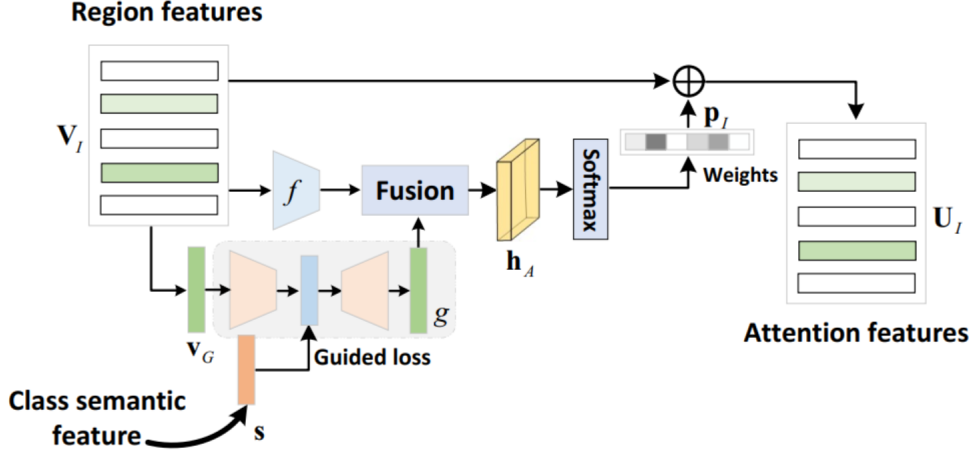 Region features
V_I
f
Fusion
h_A
Softmax
p_I
Weights
U_I
Attention features
v_G
g
Guided loss
Class semantic
feature
s